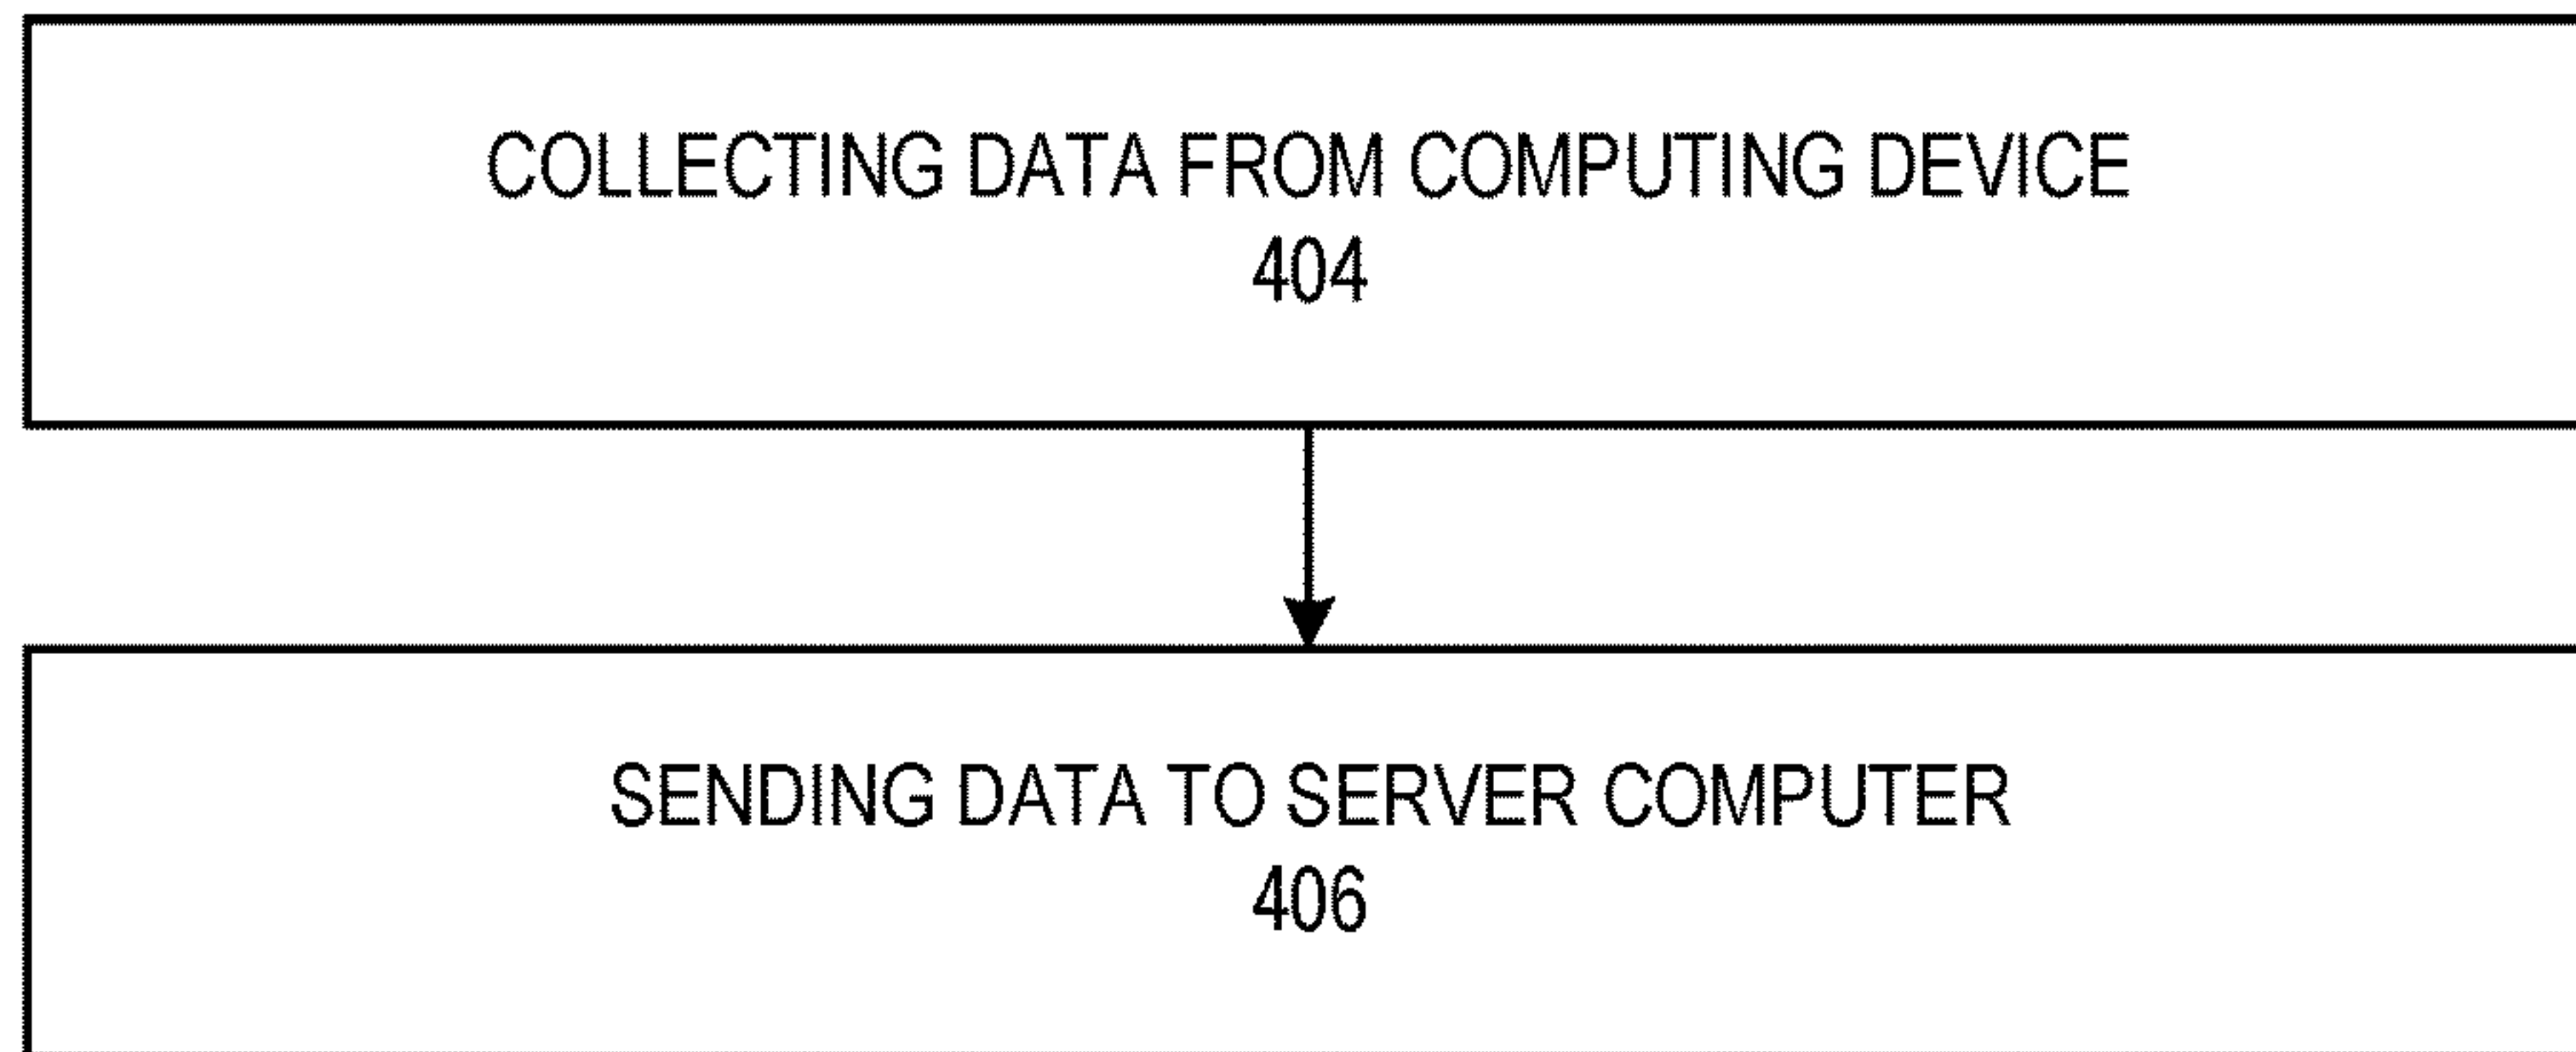 COLLECTING DATA FROM COMPUTING DEVICE
404
SENDING DATA TO SERVER COMPUTER
406